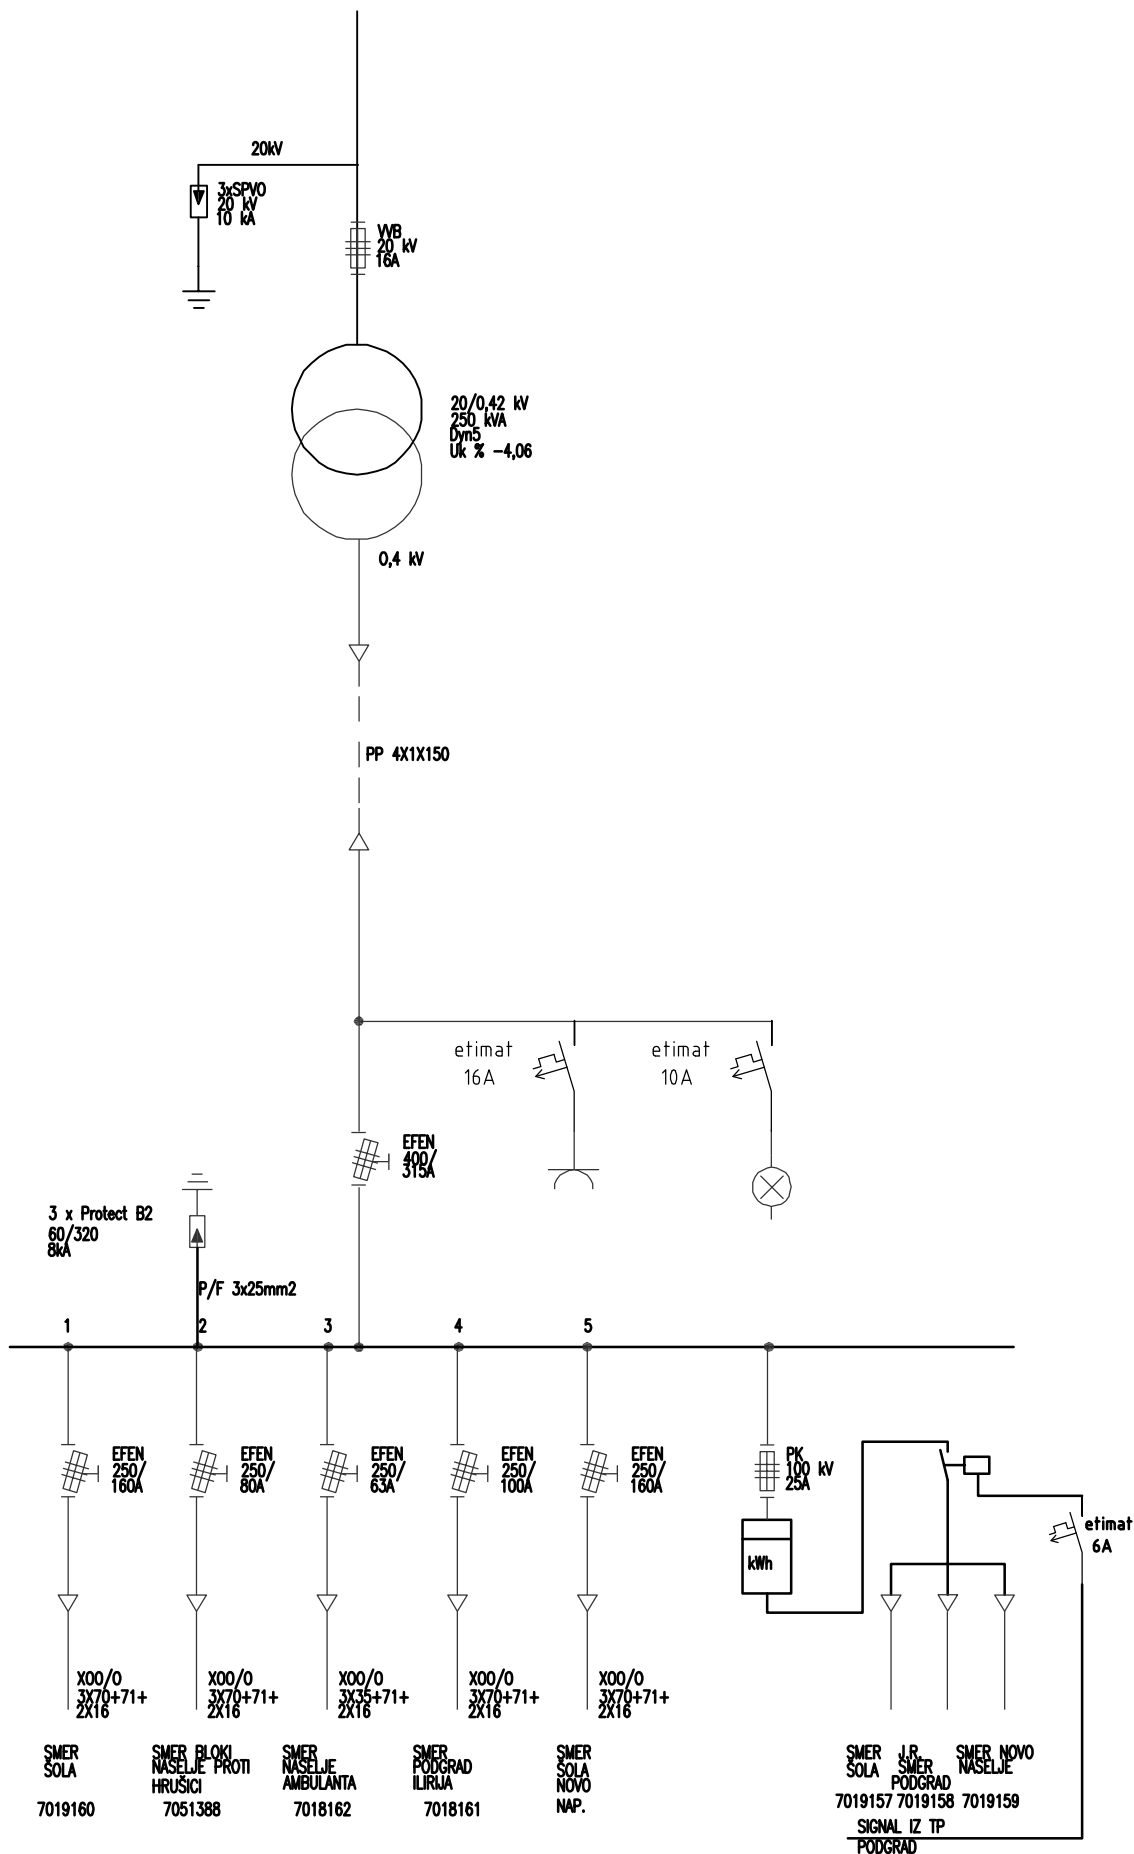 20kV
3xSPVO
20 kV
10 kA
VVB
20 kV
16A
20/0,42 kV
250 kVA
Dyn5
Uk % -4,06
0,4 kV
PP 4X1X150
etimat
16A
etimat
10A
EFEN
400/
315A
3 x Protect B2
60/320
8kA
P/F 3x25mm2
1
2
3
4
5
EFEN
250/
160A
EFEN
250/
80A
EFEN
250/
63A
EFEN
250/
100A
EFEN
250/
160A
PK
100 kV
25A
kWh
etimat
6A
X00/0
3X70+71+
2X16
X00/0
3X70+71+
2X16
X00/0
3X35+71+
2X16
X00/0
3X70+71+
2X16
X00/0
3X70+71+
2X16
SMER
ŠOLA
7019160
SMER BLOKI
NASELJE PROTI
HRUŠICI
7051388
SMER
NASELJE
AMBULANTA
7018162
SMER
PODGRAD
ILIRIJA
7018161
SMER
ŠOLA
NOVO
NAP.
SMER
ŠOLA
7019157
J.R.
SMER
PODGRAD
7019158
SMER NOVO
NASELJE
7019159
SIGNAL IZ TP
PODGRAD